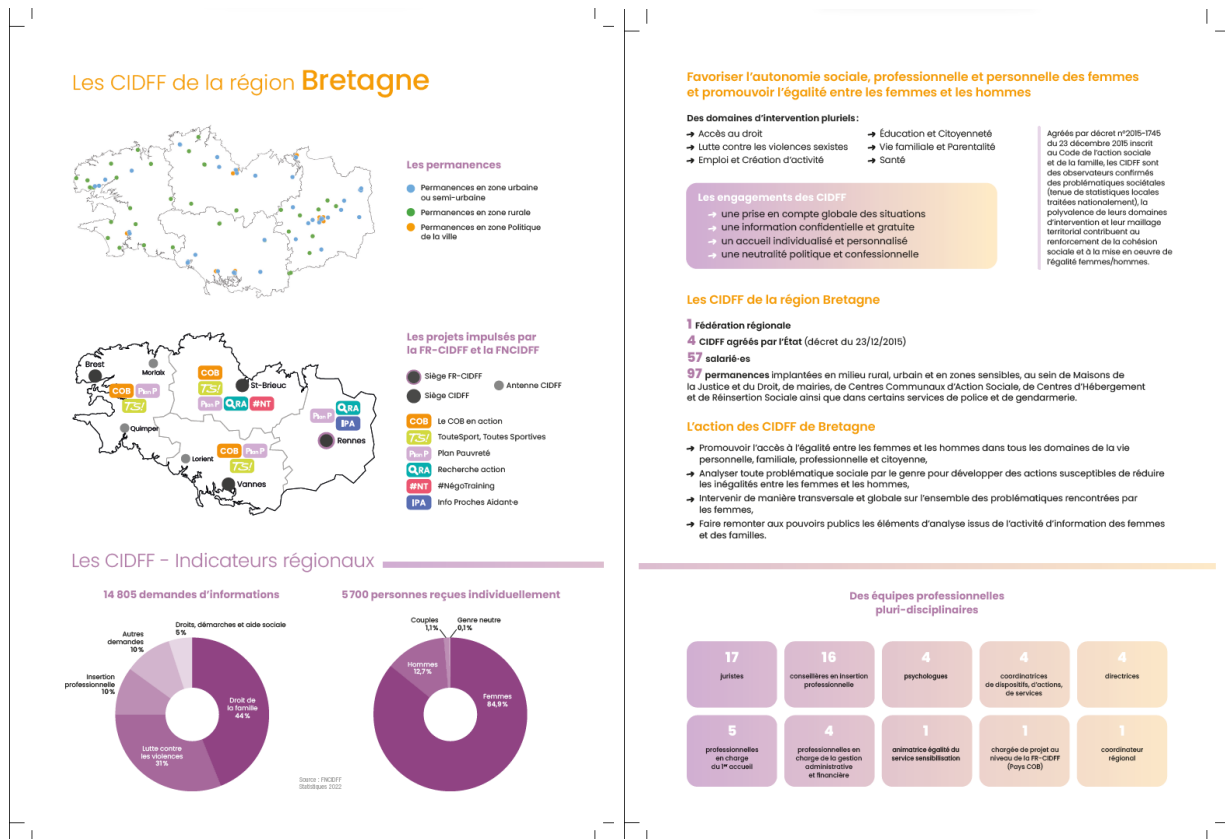 Les CIDFF de la région Bretagne
Les permanences
Permanences en zone urbaine
ou semi-urbaine
Permanences en zone rurale
Permanences en zone Politique
de la ville
Les projets impulsés par
la FR-CIDFF et la FNCIDFF
Siège FR-CIDFF
Antenne CIDFF
Siège CIDFF
COB Le COB en action
TS! TouteSport, Toutes Sportives
Plan P Plan Pauvreté
RA Recherche action
#NT #NégoTraining
IPA Info Proches Aidant·e
Brest
Morlaix
COB
Plan P
TS!
Quimper
COB
TS!
St-Brieuc
Plan P
RA
#NT
Plan P
RA
IPA
Rennes
COB
Plan P
TS!
Lorient
Vannes
Les CIDFF - Indicateurs régionaux
14 805 demandes d'informations
Droits, démarches et aide sociale
5%
Autres
demandes
10%
Insertion
professionnelle
10%
Droit de
la famille
44%
Lutte contre
les violences
31%
5700 personnes reçues individuellement
Couples
1,1%
Genre neutre
0,1%
Hommes
12,7%
Femmes
84,9%
Source : FNCIDFF
Statistiques 2022
Favoriser l'autonomie sociale, professionnelle et personnelle des femmes
et promouvoir l'égalité entre les femmes et les hommes
Des domaines d'intervention pluriels :
➔ Accès au droit
➔ Lutte contre les violences sexistes
➔ Emploi et Création d'activité
➔ Éducation et Citoyenneté
➔ Vie familiale et Parentalité
➔ Santé
Agréés par décret n°2015-1745
du 23 décembre 2015 inscrit
au Code de l'action sociale
et de la famille, les CIDFF sont
des observateurs confirmés
des problématiques sociétales
(tenue de statistiques locales
traitées nationalement), la
polyvalence de leurs domaines
d'intervention et leur maillage
territorial contribuent au
renforcement de la cohésion
sociale et à la mise en oeuvre de
l'égalité femmes/hommes.
Les engagements des CIDFF
➔ une prise en compte globale des situations
➔ une information confidentielle et gratuite
➔ un accueil individualisé et personnalisé
➔ une neutralité politique et confessionnelle
Les CIDFF de la région Bretagne
1 Fédération régionale
4 CIDFF agréés par l'État (décret du 23/12/2015)
57 salarié·es
97 permanences implantées en milieu rural, urbain et en zones sensibles, au sein de Maisons de
la Justice et du Droit, de mairies, de Centres Communaux d'Action Sociale, de Centres d'Hébergement
et de Réinsertion Sociale ainsi que dans certains services de police et de gendarmerie.
L'action des CIDFF de Bretagne
➔ Promouvoir l'accès à l'égalité entre les femmes et les hommes dans tous les domaines de la vie
personnelle, familiale, professionnelle et citoyenne,
➔ Analyser toute problématique sociale par le genre pour développer des actions susceptibles de réduire
les inégalités entre les femmes et les hommes,
➔ Intervenir de manière transversale et globale sur l'ensemble des problématiques rencontrées par
les femmes,
➔ Faire remonter aux pouvoirs publics les éléments d'analyse issus de l'activité d'information des femmes
et des familles.
Des équipes professionnelles
pluri-disciplinaires
17
juristes
16
conseillères en insertion
professionnelle
4
psychologues
4
coordinatrices
de dispositifs, d'actions,
de services
4
directrices
5
professionnelles
en charge
du 1er accueil
4
professionnelles en
charge de la gestion
administrative
et financière
1
animatrice égalité du
service sensibilisation
1
chargée de projet au
niveau de la FR-CIDFF
(Pays COB)
1
coordinateur
régional